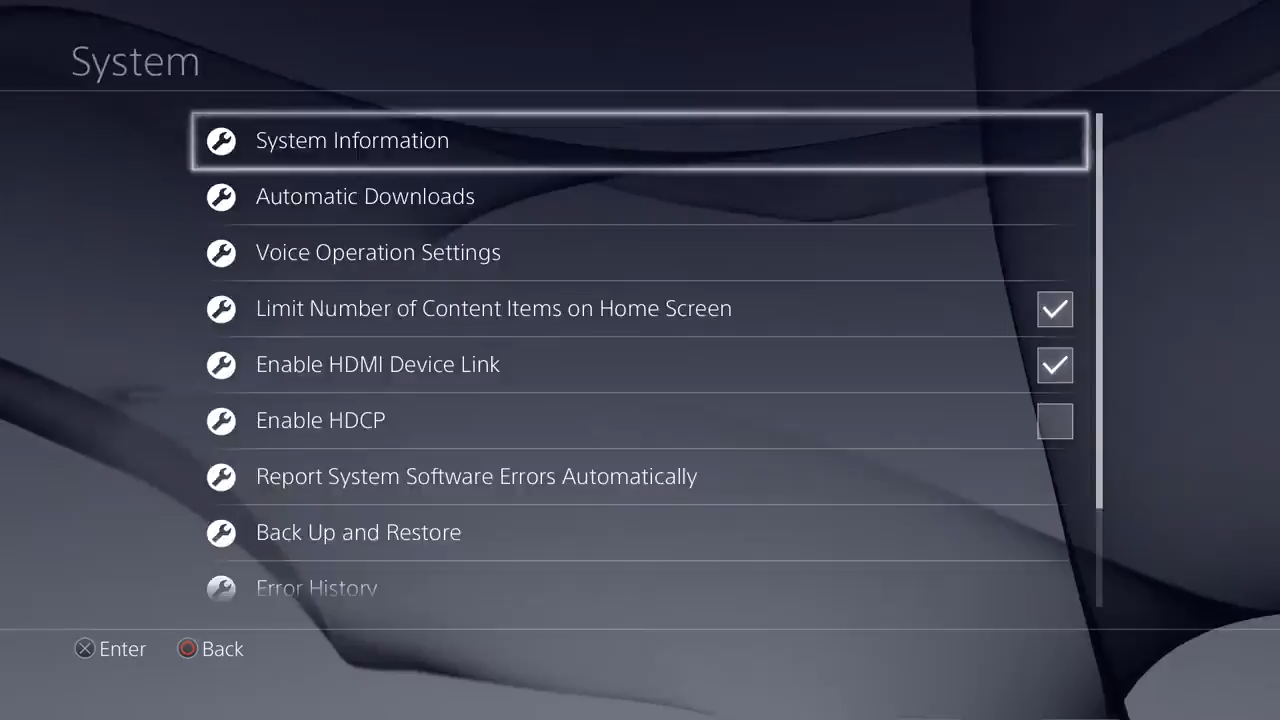 System
System Information
Automatic Downloads
Voice Operation Settings
Limit Number of Content Items on Home Screen
Enable HDMI Device Link
Enable HDCP
Report System Software Errors Automatically
Back Up and Restore
Error History
Enter Back